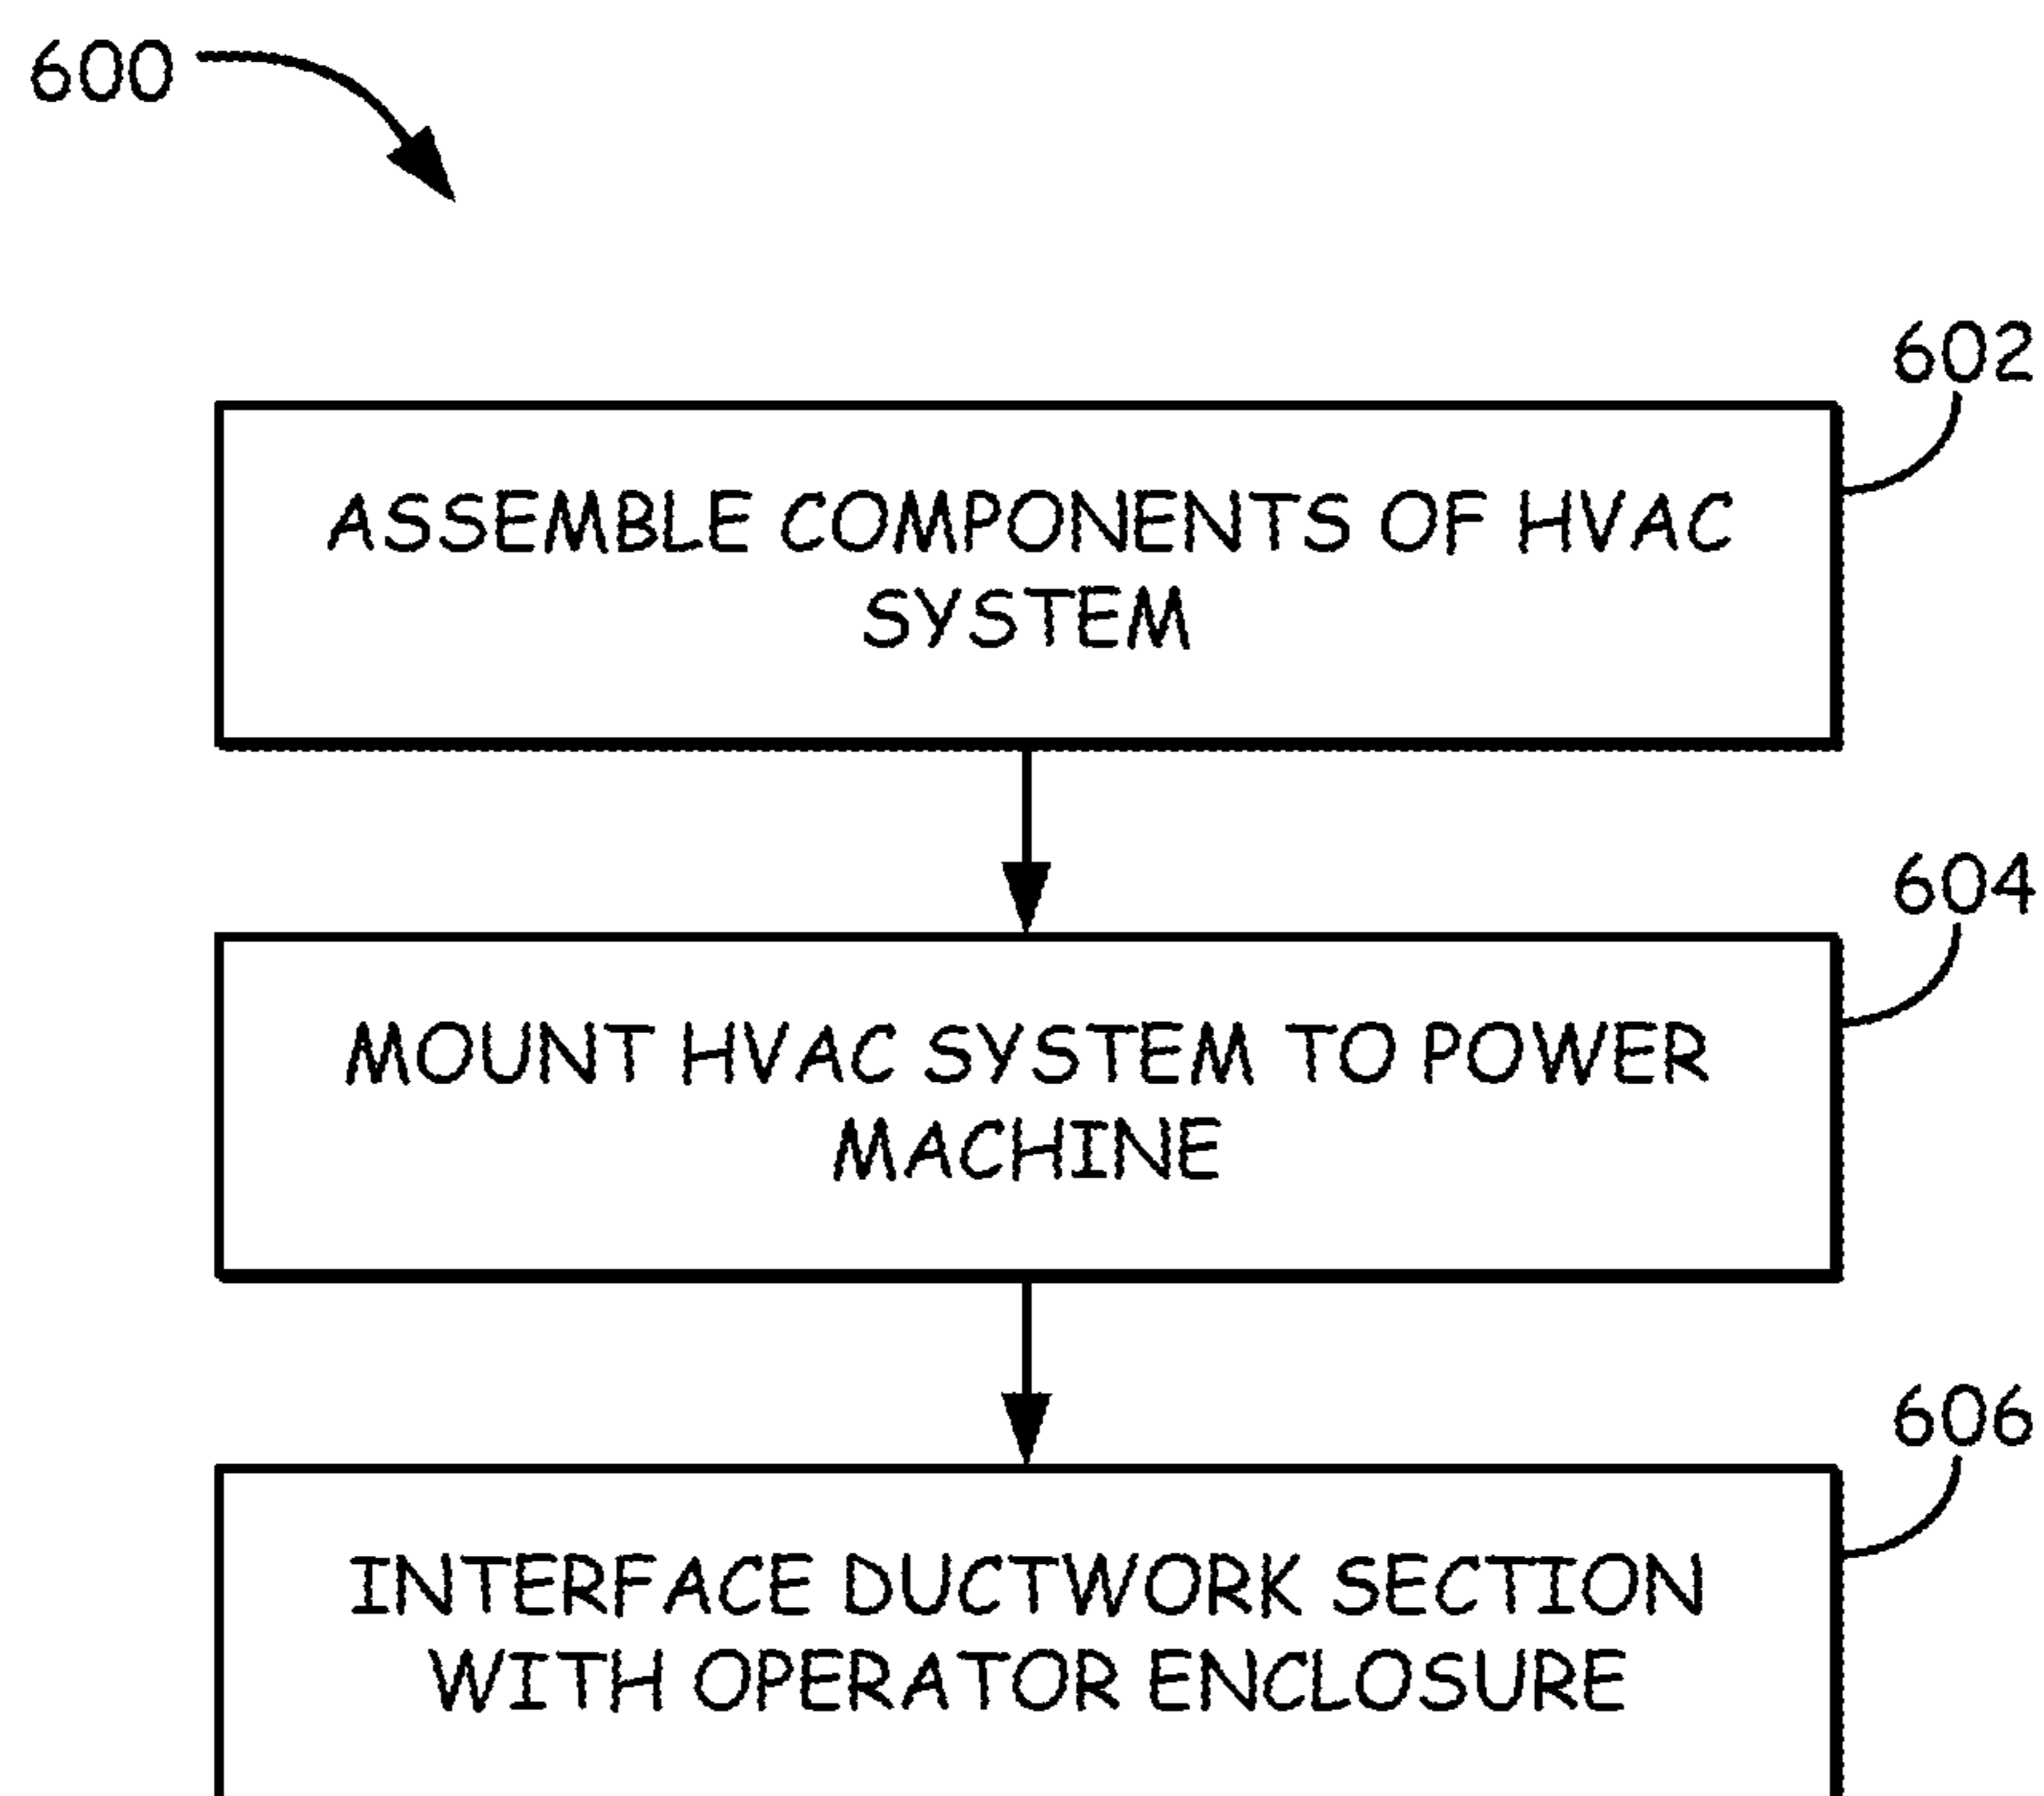 600
602
ASSEMBLE COMPONENTS OF HVAC
SYSTEM
604
MOUNT HVAC SYSTEM TO POWER
MACHINE
606
INTERFACE DUCTWORK SECTION
WITH OPERATOR ENCLOSURE